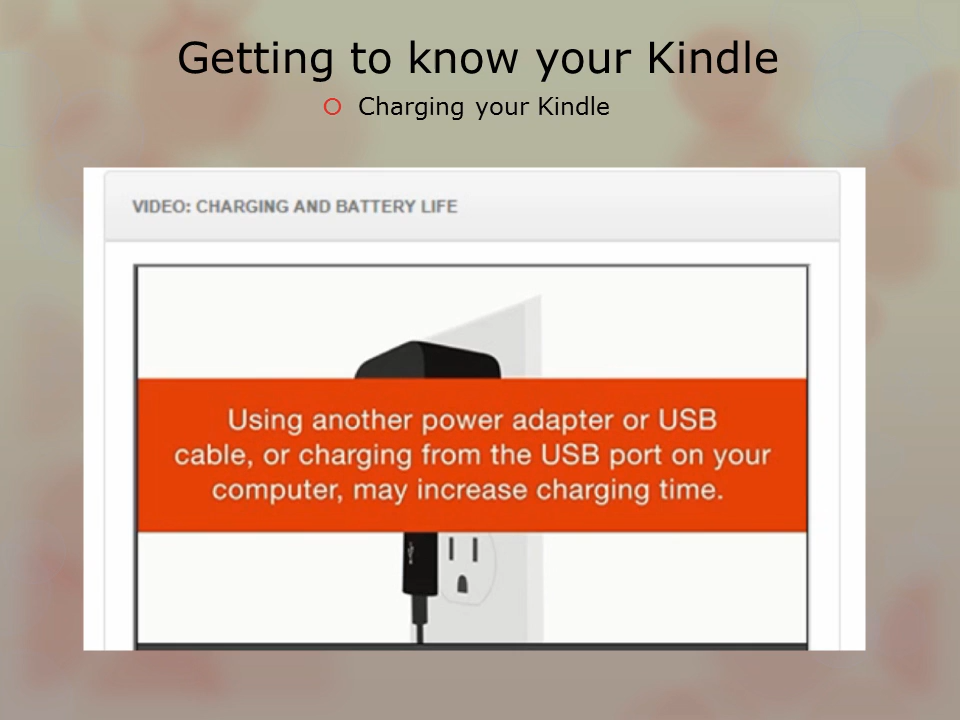 Getting to know your Kindle
Charging your Kindle
VIDEO: CHARGING AND BATTERY LIFE
Using another power adapter or USB
cable, or charging from the USB port on your
computer, may increase charging time.